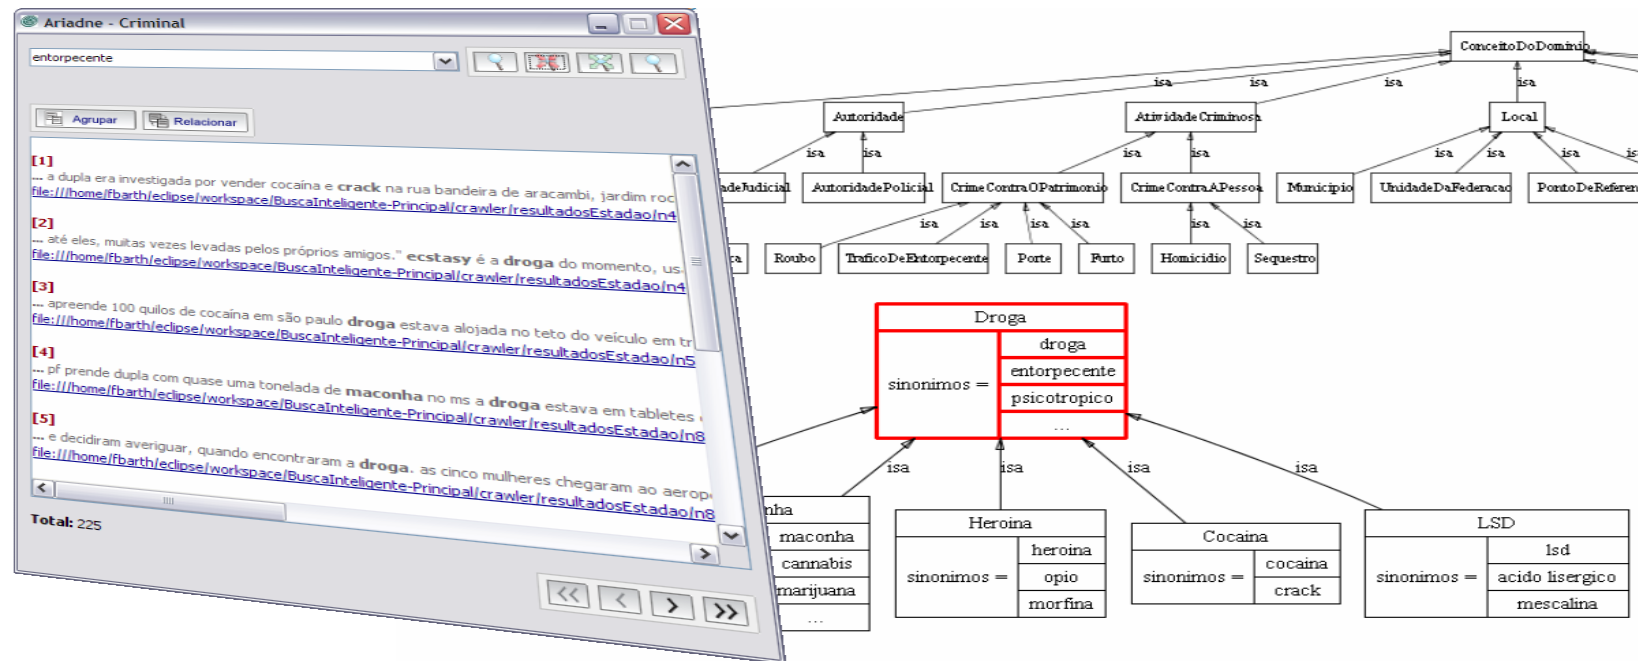 Ariadne - Criminal
entorpecente
Agrupar
Relacionar
[1]
... a dupla era investigada por vender cocaína e crack na rua bandeira de aracambi, jardim roc
file:///home/fbarth/eclipse/workspace/BuscaInteligente-Principal/crawler/resultadosEstadao/n4
[2]
... até eles, muitas vezes levadas pelos próprios amigos." ecstasy é a droga do momento, us
file:///home/fbarth/eclipse/workspace/BuscaInteligente-Principal/crawler/resultadosEstadao/n4
[3]
... apreende 100 quilos de cocaína em são paulo droga estava alojada no teto do veículo em tr
file:///home/fbarth/eclipse/workspace/BuscaInteligente-Principal/crawler/resultadosEstadao/n5
[4]
... pf prende dupla com quase uma tonelada de maconha no ms a droga estava em tabletes
file:///home/fbarth/eclipse/workspace/BuscaInteligente-Principal/crawler/resultadosEstadao/n8
[5]
... e decidiram averiguar, quando encontraram a droga. as cinco mulheres chegaram ao aerop
file:///home/fbarth/eclipse/workspace/BuscaInteligente-Principal/crawler/resultadosEstadao/n8
Total: 225
<< < > >>
ConceitoDoDominio
isa isa isa isa
Autoridade AtividadeCriminosa Local
isa isa isa isa isa isa isa is
adeJudicial AutoridadePolicial CrimeContraOPatrimonio CrimeContraAPessoa Municipio UnidadeDaFederacao PontoDeReferen
isa isa isa isa isa isa
ca Roubo TraficoDeEntorpecente Porte Furto Homicidio Sequestro
Droga
sinonimos =
droga
entorpecente
psicotropico
...
isa isa isa isa
nha
maconha
cannabis
marijuana
...
Heroina
sinonimos =
heroina
opio
morfina
Cocaina
sinonimos =
cocaina
crack
LSD
sinonimos =
lsd
acido lisergico
mescalina